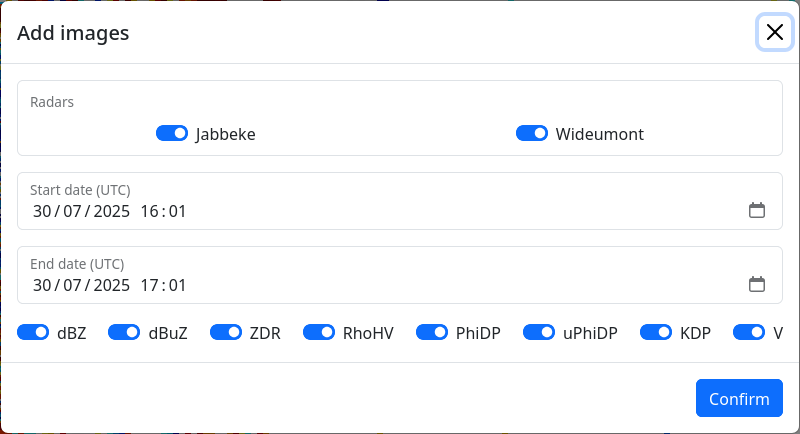 Add images
Radars
Jabbeke Wideumont
Start date (UTC)
30/07/2025 16:01
End date (UTC)
30/07/2025 17:01
dBZ dBuZ ZDR RhoHV PhiDP uPhiDP KDP V
Confirm